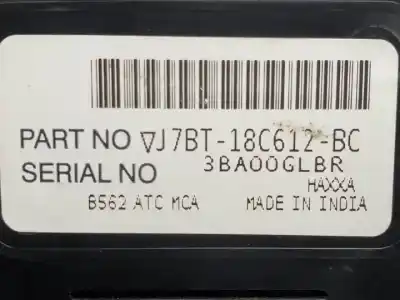 PART NO ▽J7BT-18C612-BC
SERIAL NO 3BA00GLBR
HAXXA
B562 ATC MCA MADE IN INDIA